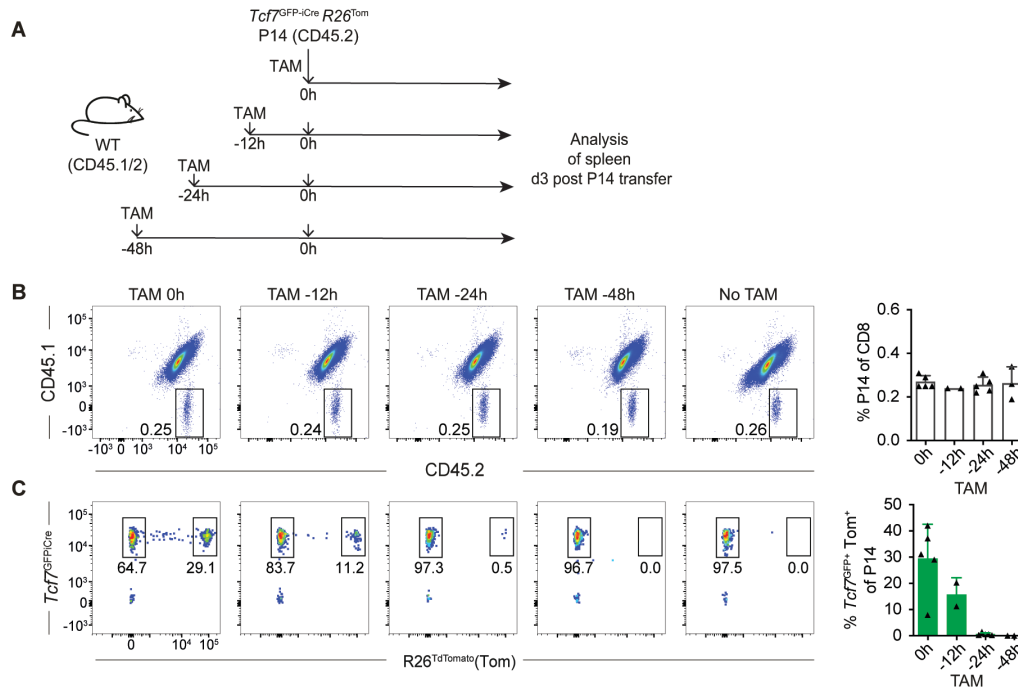 A
Tcf7GFP-iCre R26Tom
P14 (CD45.2)
TAM
0h
TAM
-12h 0h
WT
(CD45.1/2)
TAM
-24h 0h
TAM
-48h 0h
Analysis
of spleen
d3 post P14 transfer
B
TAM 0h TAM -12h TAM -24h TAM -48h No TAM
CD45.1
10⁵
10⁴
10³
0
-10³
0.25 0.24 0.25 0.19 0.26
-10³ 0 10³ 10⁴ 10⁵
CD45.2
% P14 of CD8
0.6
0.4
0.2
0.0
0h -12h -24h -48h
TAM
C
Tcf7GFPiCre
10⁵
10⁴
10³
0
-10³
64.7 29.1 83.7 11.2 97.3 0.5 96.7 0.0 97.5 0.0
0 10⁴ 10⁵
R26TdTomato(Tom)
% Tcf7GFP+ Tom+
of P14
50
40
30
20
10
0
0h -12h -24h -48h
TAM